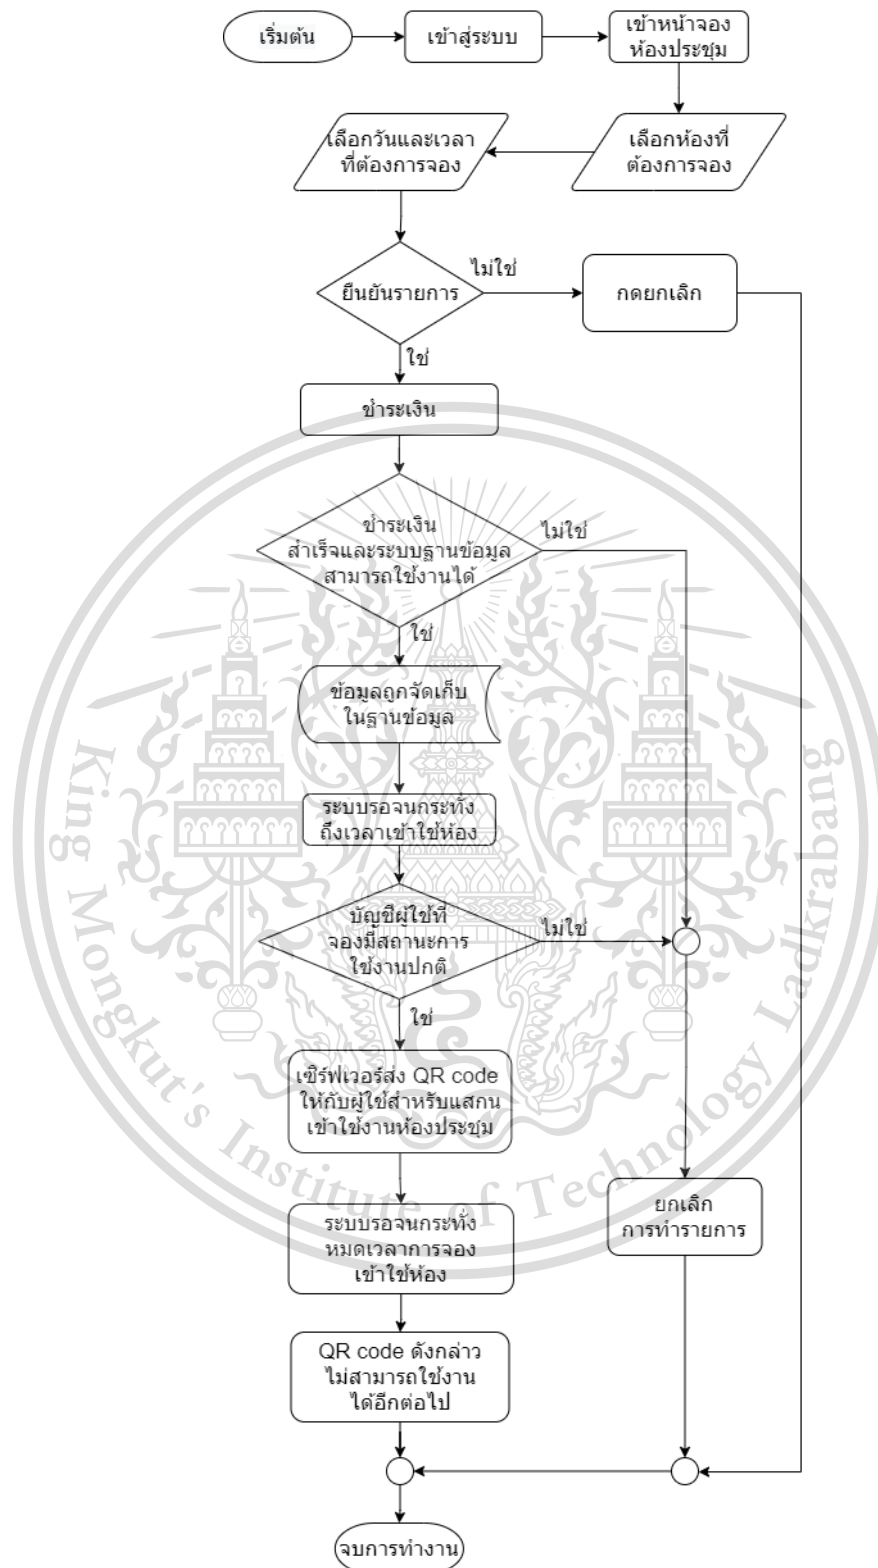 เริ่มต้น
เข้าสู่ระบบ
เข้าหน้าจอง
ห้องประชุม
เลือกห้องที่
ต้องการจอง
เลือกวันและเวลา
ที่ต้องการจอง
ยืนยันรายการ
ไม่ใช่
กดยกเลิก
ใช่
ชำระเงิน
ชำระเงิน
สำเร็จและระบบฐานข้อมูล
สามารถใช้งานได้
ไม่ใช่
ใช่
ข้อมูลถูกจัดเก็บ
ในฐานข้อมูล
ระบบรอจนกระทั่ง
ถึงเวลาเข้าใช้ห้อง
บัญชีผู้ใช้ที่
จองมีสถานะการ
ใช้งานปกติ
ไม่ใช่
ใช่
เซิร์ฟเวอร์ส่ง QR code
ให้กับผู้ใช้สำหรับแสกน
เข้าใช้งานห้องประชุม
ระบบรอจนกระทั่ง
หมดเวลาการจอง
เข้าใช้ห้อง
ยกเลิก
การทำรายการ
QR code ดังกล่าว
ไม่สามารถใช้งาน
ได้อีกต่อไป
จบการทำงาน
King Mongkut's Institute of Technology Ladkrabang